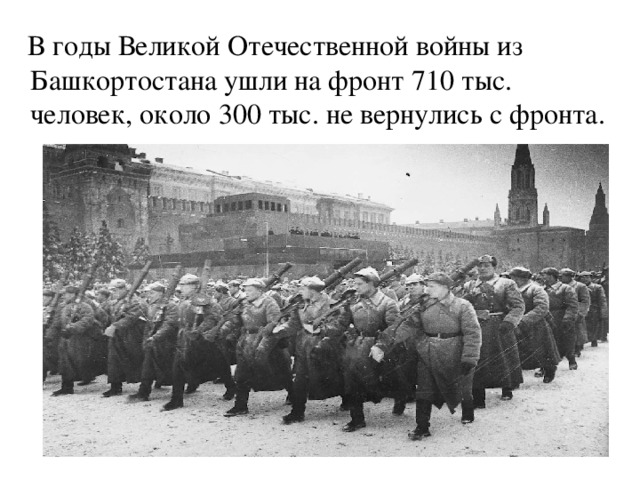 В годы Великой Отечественной войны из
Башкортостана ушли на фронт 710 тыс.
человек, около 300 тыс. не вернулись с фронта.